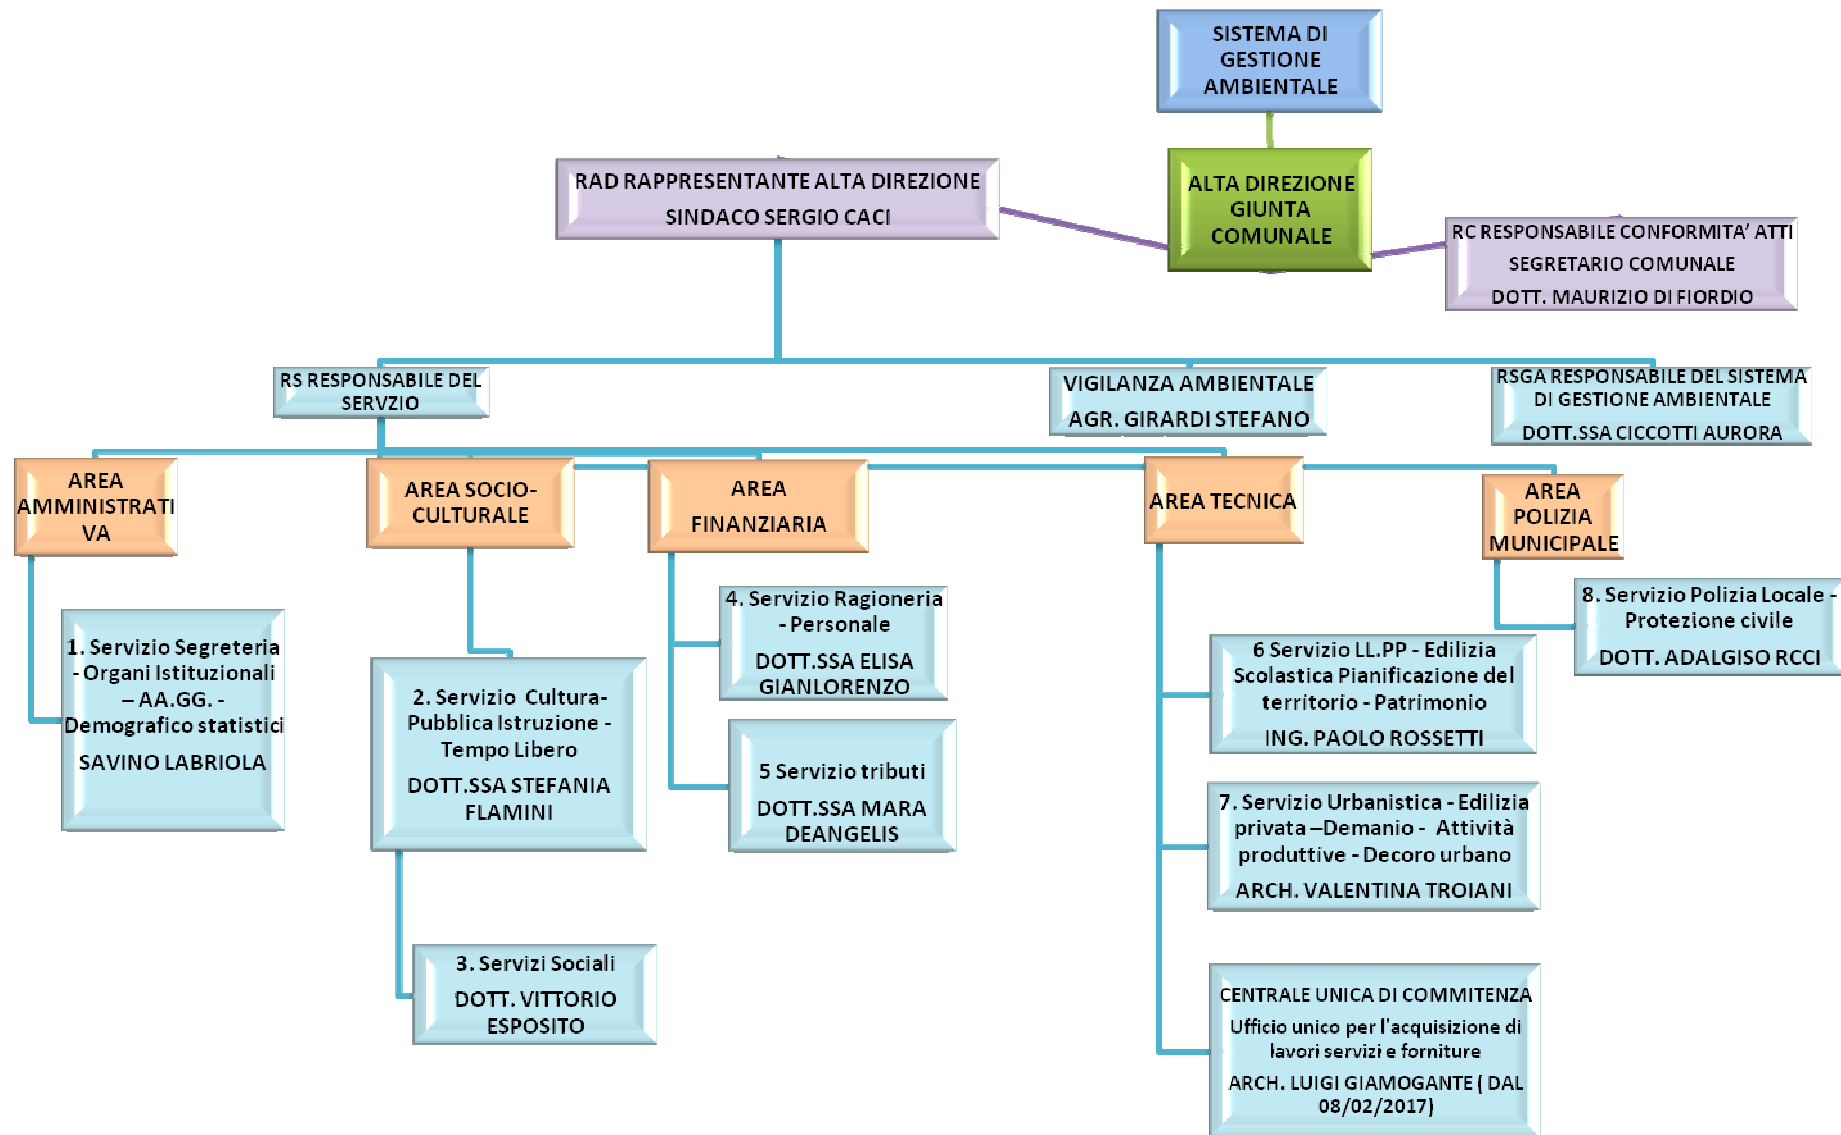 SISTEMA DI
GESTIONE
AMBIENTALE
RAD RAPPRESENTANTE ALTA DIREZIONE
SINDACO SERGIO CACI
ALTA DIREZIONE
GIUNTA
COMUNALE
RC RESPONSABILE CONFORMITA' ATTI
SEGRETARIO COMUNALE
DOTT. MAURIZIO DI FIORDIO
RS RESPONSABILE DEL
SERVZIO
VIGILANZA AMBIENTALE
AGR. GIRARDI STEFANO
RSGA RESPONSABILE DEL SISTEMA
DI GESTIONE AMBIENTALE
DOTT.SSA CICCOTTI AURORA
AREA
AMMINISTRATI
VA
AREA SOCIO-
CULTURALE
AREA
FINANZIARIA
AREA TECNICA
AREA
POLIZIA
MUNICIPALE
1. Servizio Segreteria
- Organi Istituzionali
– AA.GG. -
Demografico statistici
SAVINO LABRIOLA
2. Servizio Cultura-
Pubblica Istruzione -
Tempo Libero
DOTT.SSA STEFANIA
FLAMINI
3. Servizi Sociali
DOTT. VITTORIO
ESPOSITO
4. Servizio Ragioneria
- Personale
DOTT.SSA ELISA
GIANLORENZO
5 Servizio tributi
DOTT.SSA MARA
DEANGELIS
6 Servizio LL.PP - Edilizia
Scolastica Pianificazione del
territorio - Patrimonio
ING. PAOLO ROSSETTI
7. Servizio Urbanistica - Edilizia
privata –Demanio - Attività
produttive - Decoro urbano
ARCH. VALENTINA TROIANI
CENTRALE UNICA DI COMMITENZA
Ufficio unico per l'acquisizione di
lavori servizi e forniture
ARCH. LUIGI GIAMOGANTE ( DAL
08/02/2017)
8. Servizio Polizia Locale -
Protezione civile
DOTT. ADALGISO RCCI